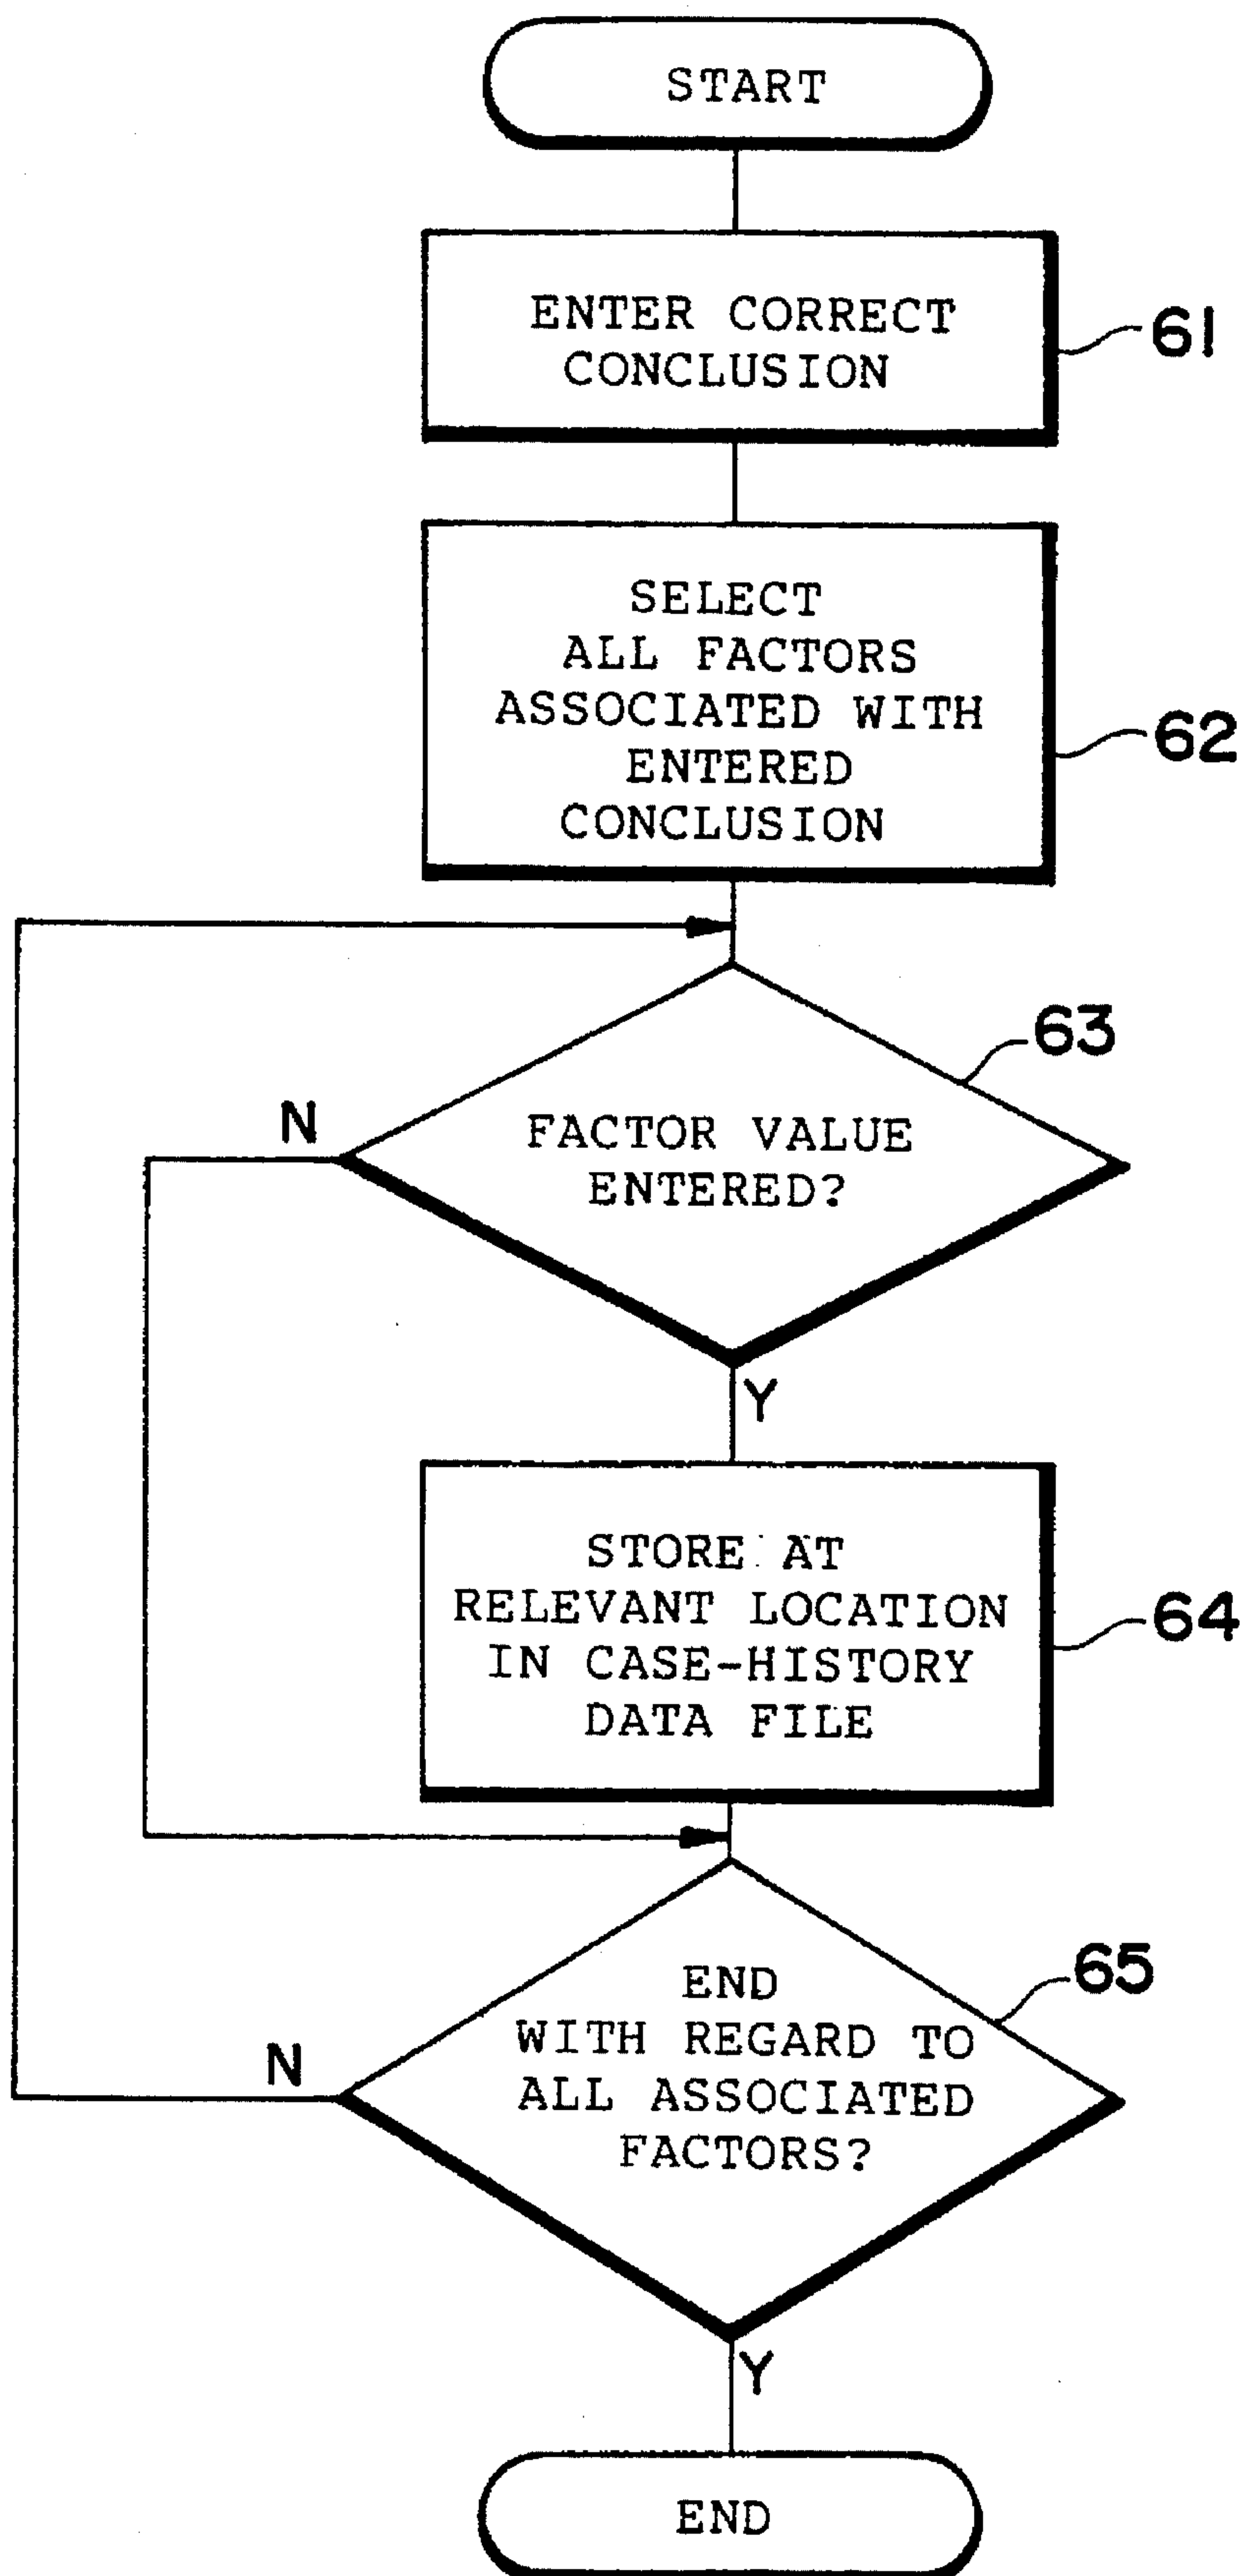 START
ENTER CORRECT
CONCLUSION
61
SELECT
ALL FACTORS
ASSOCIATED WITH
ENTERED
CONCLUSION
62
63
N
FACTOR VALUE
ENTERED?
Y
STORE AT
RELEVANT LOCATION
IN CASE-HISTORY
DATA FILE
64
65
END
WITH REGARD TO
ALL ASSOCIATED
FACTORS?
N
Y
END